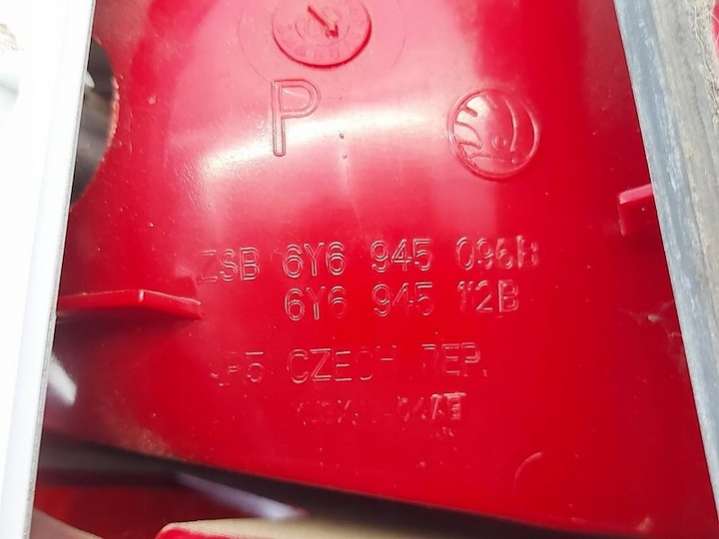 P
ZSB 6Y6 945 096B
6Y6 945 112B
CZECH REP.